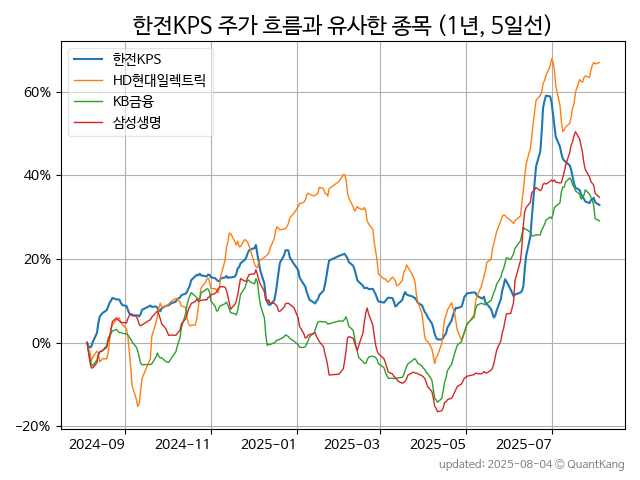 한전KPS 주가 흐름과 유사한 종목 (1년, 5일선)
한전KPS
HD현대일렉트릭
KB금융
삼성생명
60%
40%
20%
0%
−20%
2024−09
2024−11
2025−01
2025−03
2025−05
2025−07
updated: 2025-08-04 © QuantKang